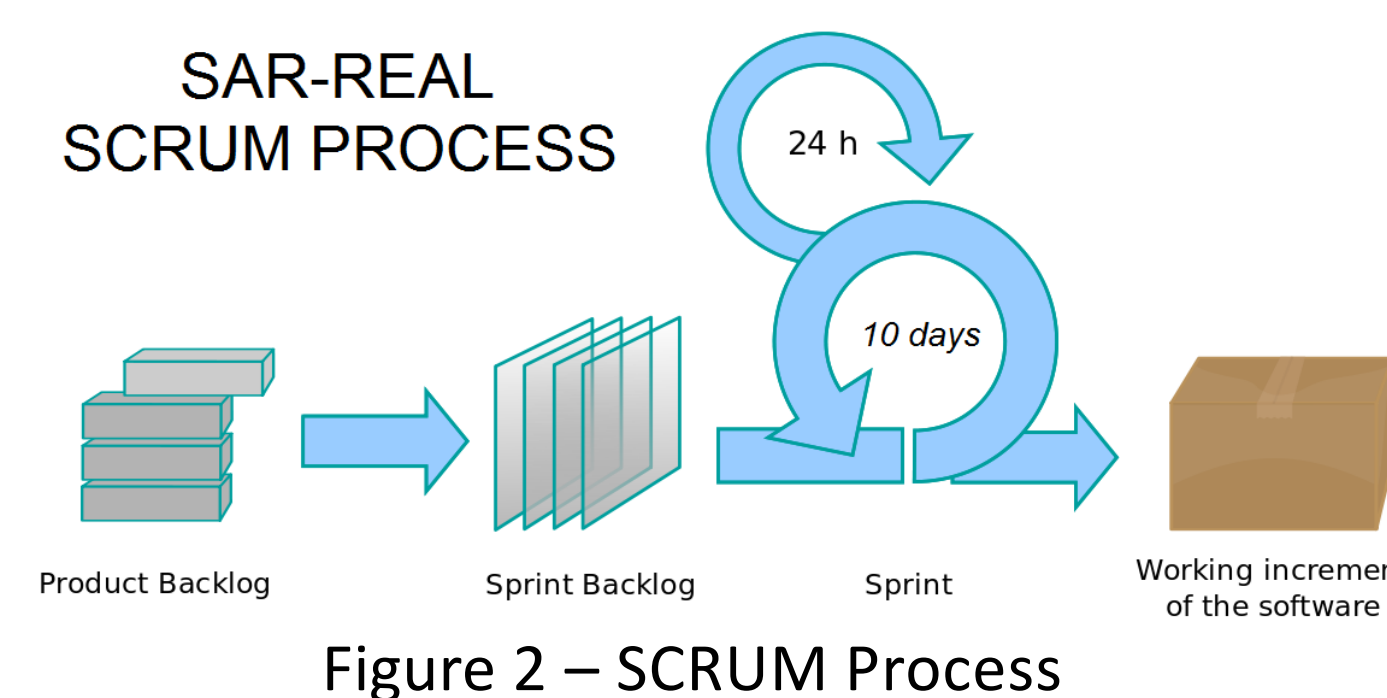 SAR-REAL
SCRUM PROCESS
24 h
10 days
Product Backlog
Sprint Backlog
Sprint
Working
of the software
Figure 2 – SCRUM Process